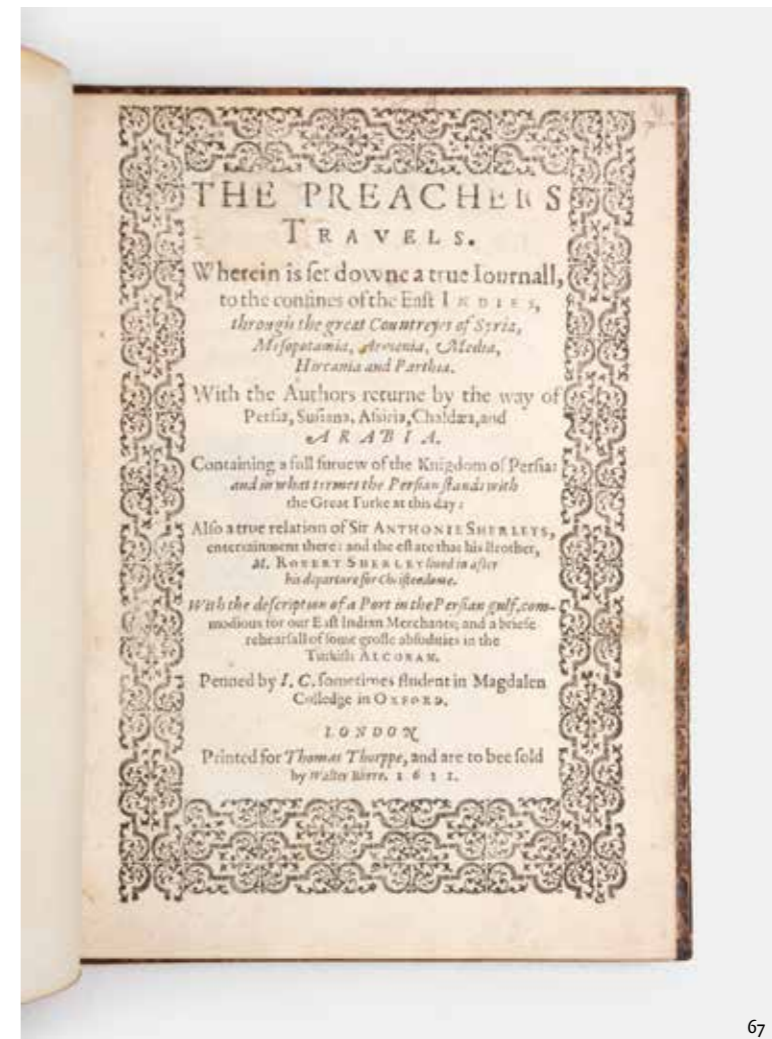 THE PREACHERS
TRAVELS.
Wherein is set downe a true Iournall,
to the confines of the East INDIES,
through the great Countreyes of Syria,
Mesopotamia, Armenia, Media,
Hircania and Parthia.
With the Authors returne by the way of
Persia, Susiana, Assiria, Chaldæa, and
ARABIA.
Containing a full suruew of the Knigdom of Persia:
and in what termes the Persian stands with
the Great Turke at this day:
Also a true relation of Sir ANTHONIE SHERLEYS,
entertainment there: and the estate that his Brother,
M. ROBERT SHERLEY liued in after
his departure for Christendome.
With the description of a Port in the Persian gulf, com-
modious for our East Indian Merchants; and a briefe
rehearsall of some grosse absudities in the
Turkish ALCORAN.
Penned by I. C. sometimes student in Magdalen
Colledge in OXFORD.
LONDON
Printed for Thomas Thorppe, and are to bee sold
by Walter Burre. 1611.
67